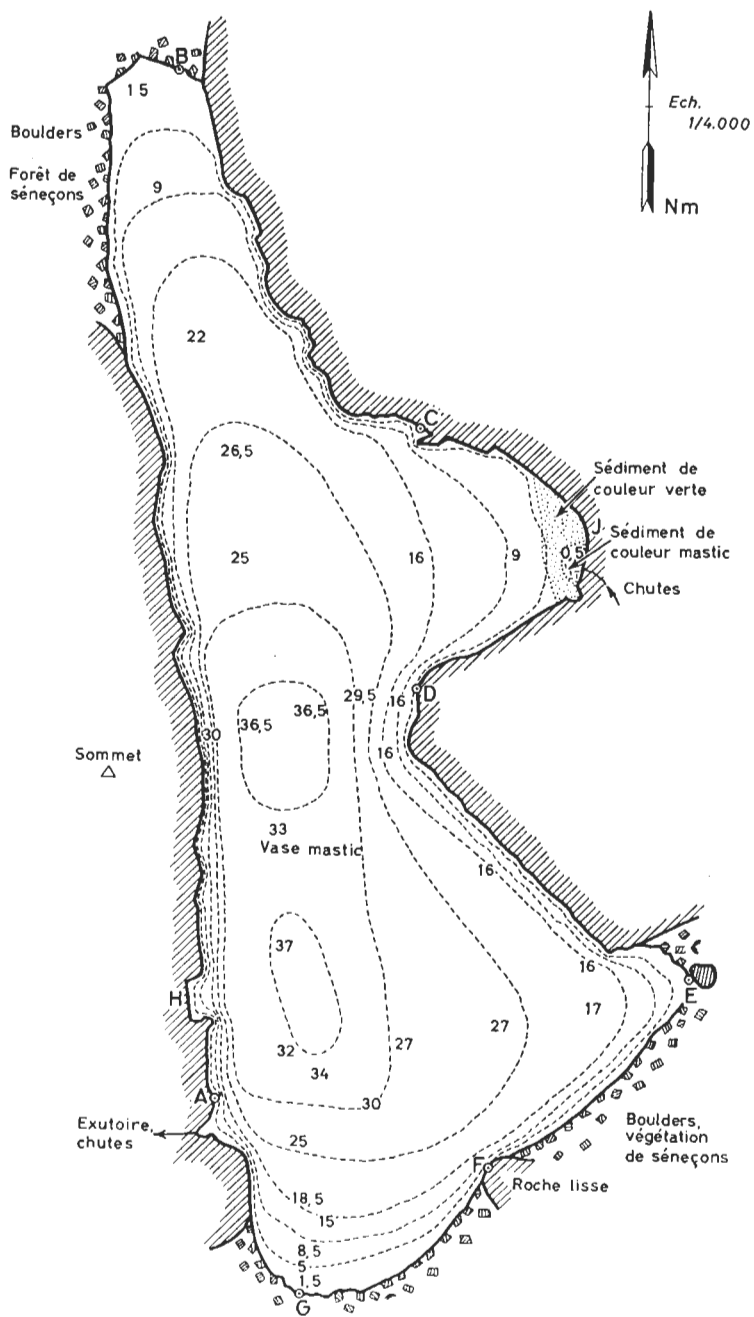 B
15
Ech.
1/4.000
Nm
Boulders
Forêt de
séneçons
9
22
C
26,5
Sédiment de
couleur verte
J
Sédiment de
couleur mastic
25
16
9
0,5
Chutes
29,5
16
D
36,5
36,5
30
16
Sommet
33
Vase mastic
16
37
16
E
H
17
27
27
32
34
A
30
Exutoire,
chutes
25
Boulders,
végétation
de séneçons
F
Roche lisse
18,5
15
8,5
5
1,5
G